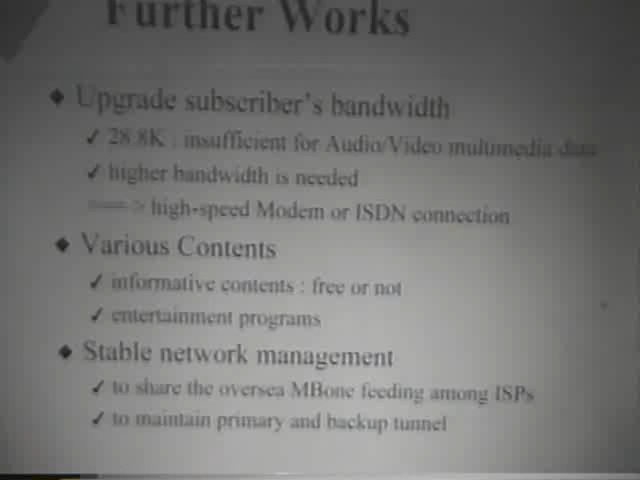 Further Works
◆ Upgrade subscriber's bandwidth
✓ 28.8K : insufficient for Audio/Video multimedia data
✓ higher bandwidth is needed
===> high-speed Modem or ISDN connection
◆ Various Contents
✓ informative contents : free or not
✓ entertainment programs
◆ Stable network management
✓ to share the oversea MBone feeding among ISPs
✓ to maintain primary and backup tunnel